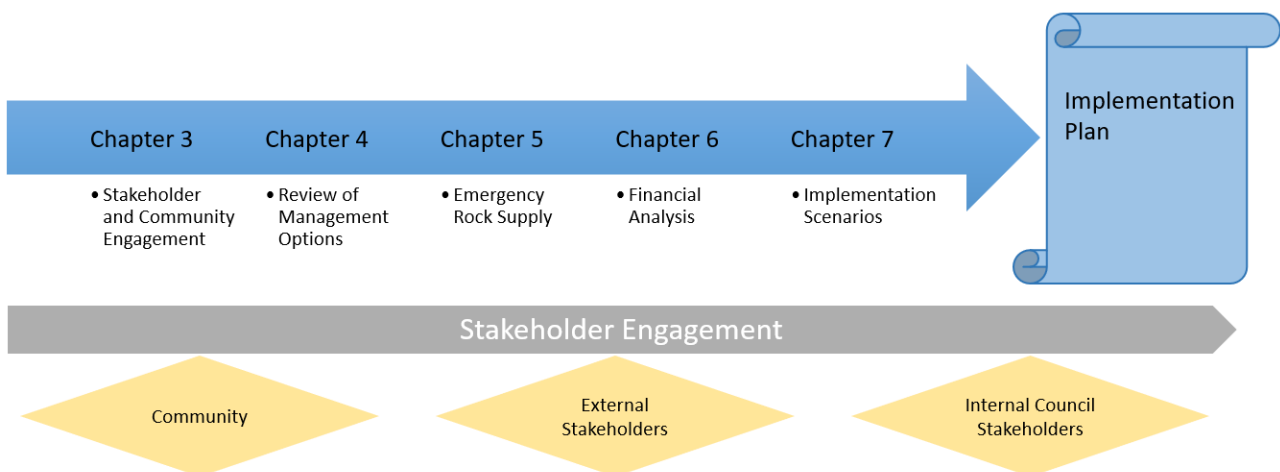 Implementation
Plan
Chapter 3
Chapter 4
Chapter 5
Chapter 6
Chapter 7
• Stakeholder
and Community
Engagement
• Review of
Management
Options
• Emergency
Rock Supply
• Financial
Analysis
• Implementation
Scenarios
Stakeholder Engagement
Community
External
Stakeholders
Internal Council
Stakeholders